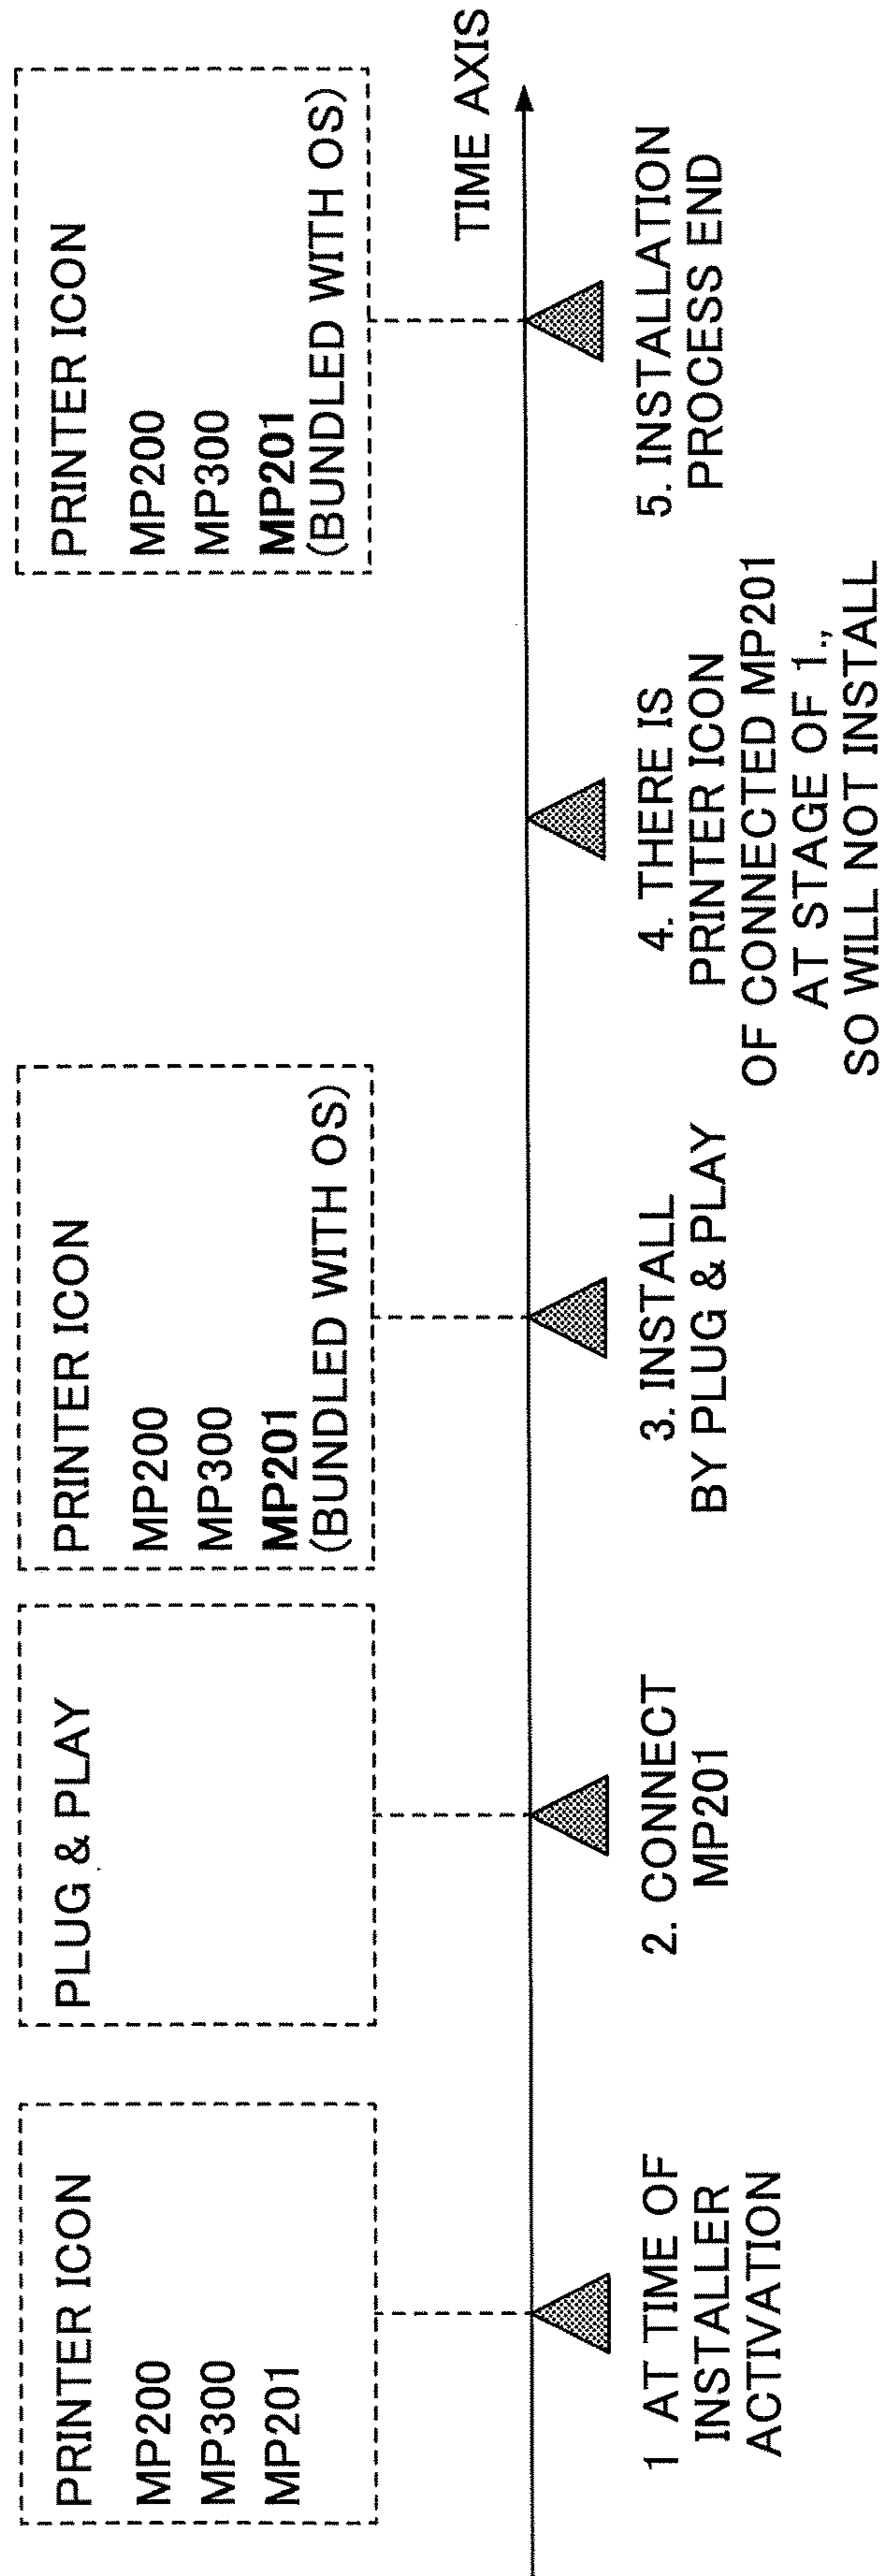 PRINTER ICON
MP200
MP300
MP201
PLUG & PLAY
PRINTER ICON
MP200
MP300
MP201
(BUNDLED WITH OS)
PRINTER ICON
MP200
MP300
MP201
(BUNDLED WITH OS)
TIME AXIS
1 AT TIME OF
INSTALLER
ACTIVATION
2. CONNECT
MP201
3. INSTALL
BY PLUG & PLAY
4. THERE IS
PRINTER ICON
OF CONNECTED MP201
AT STAGE OF 1.,
SO WILL NOT INSTALL
5. INSTALLATION
PROCESS END